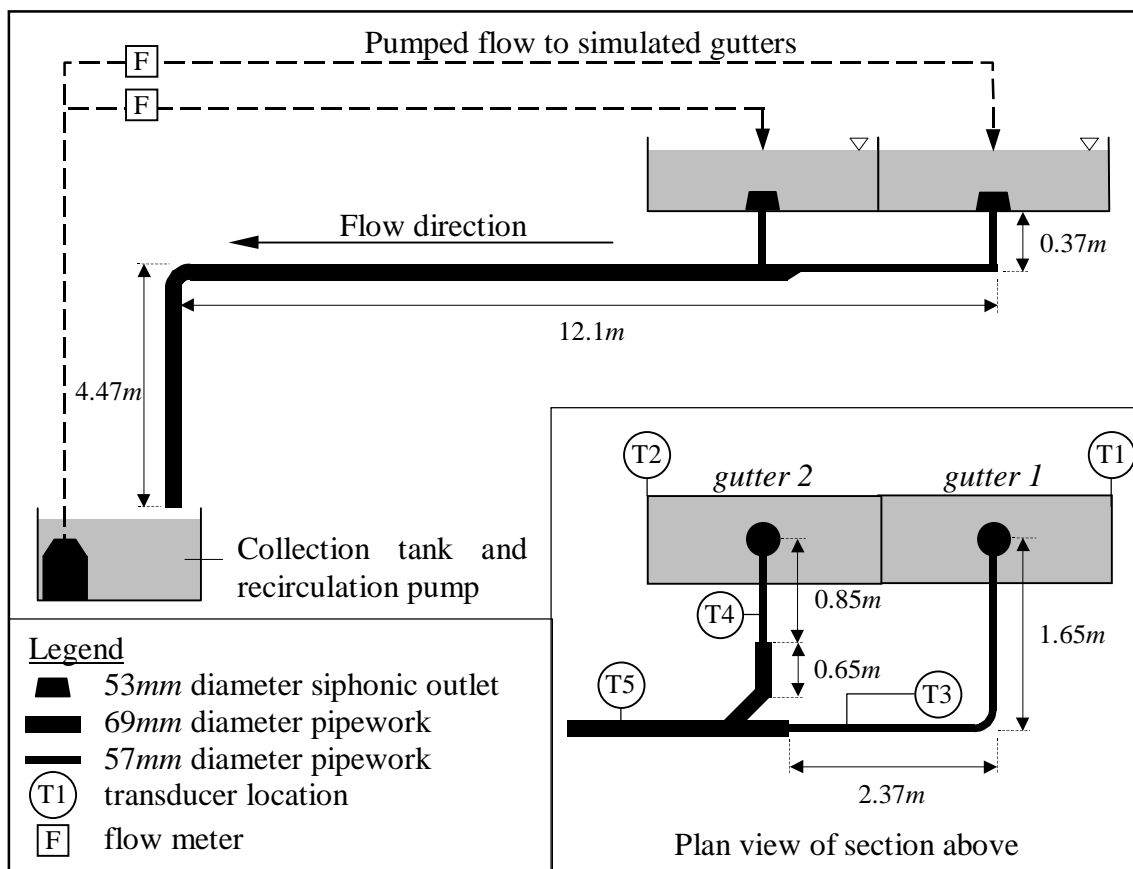 Pumped flow to simulated gutters
F
F
Flow direction
0.37m
12.1m
4.47m
Collection tank and
recirculation pump
T2
gutter 2
gutter 1
T1
0.85m
T4
1.65m
0.65m
T5
T3
2.37m
Plan view of section above
Legend
53mm diameter siphonic outlet
69mm diameter pipework
57mm diameter pipework
T1 transducer location
F flow meter